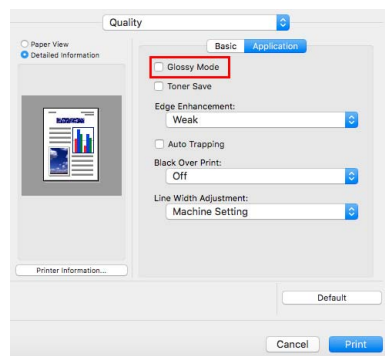 Quality
Paper View
Detailed Information
Basic Application
Glossy Mode
Toner Save
Edge Enhancement:
Weak
Auto Trapping
Black Over Print:
Off
Line Width Adjustment:
Machine Setting
Printer Information...
Default
Cancel Print